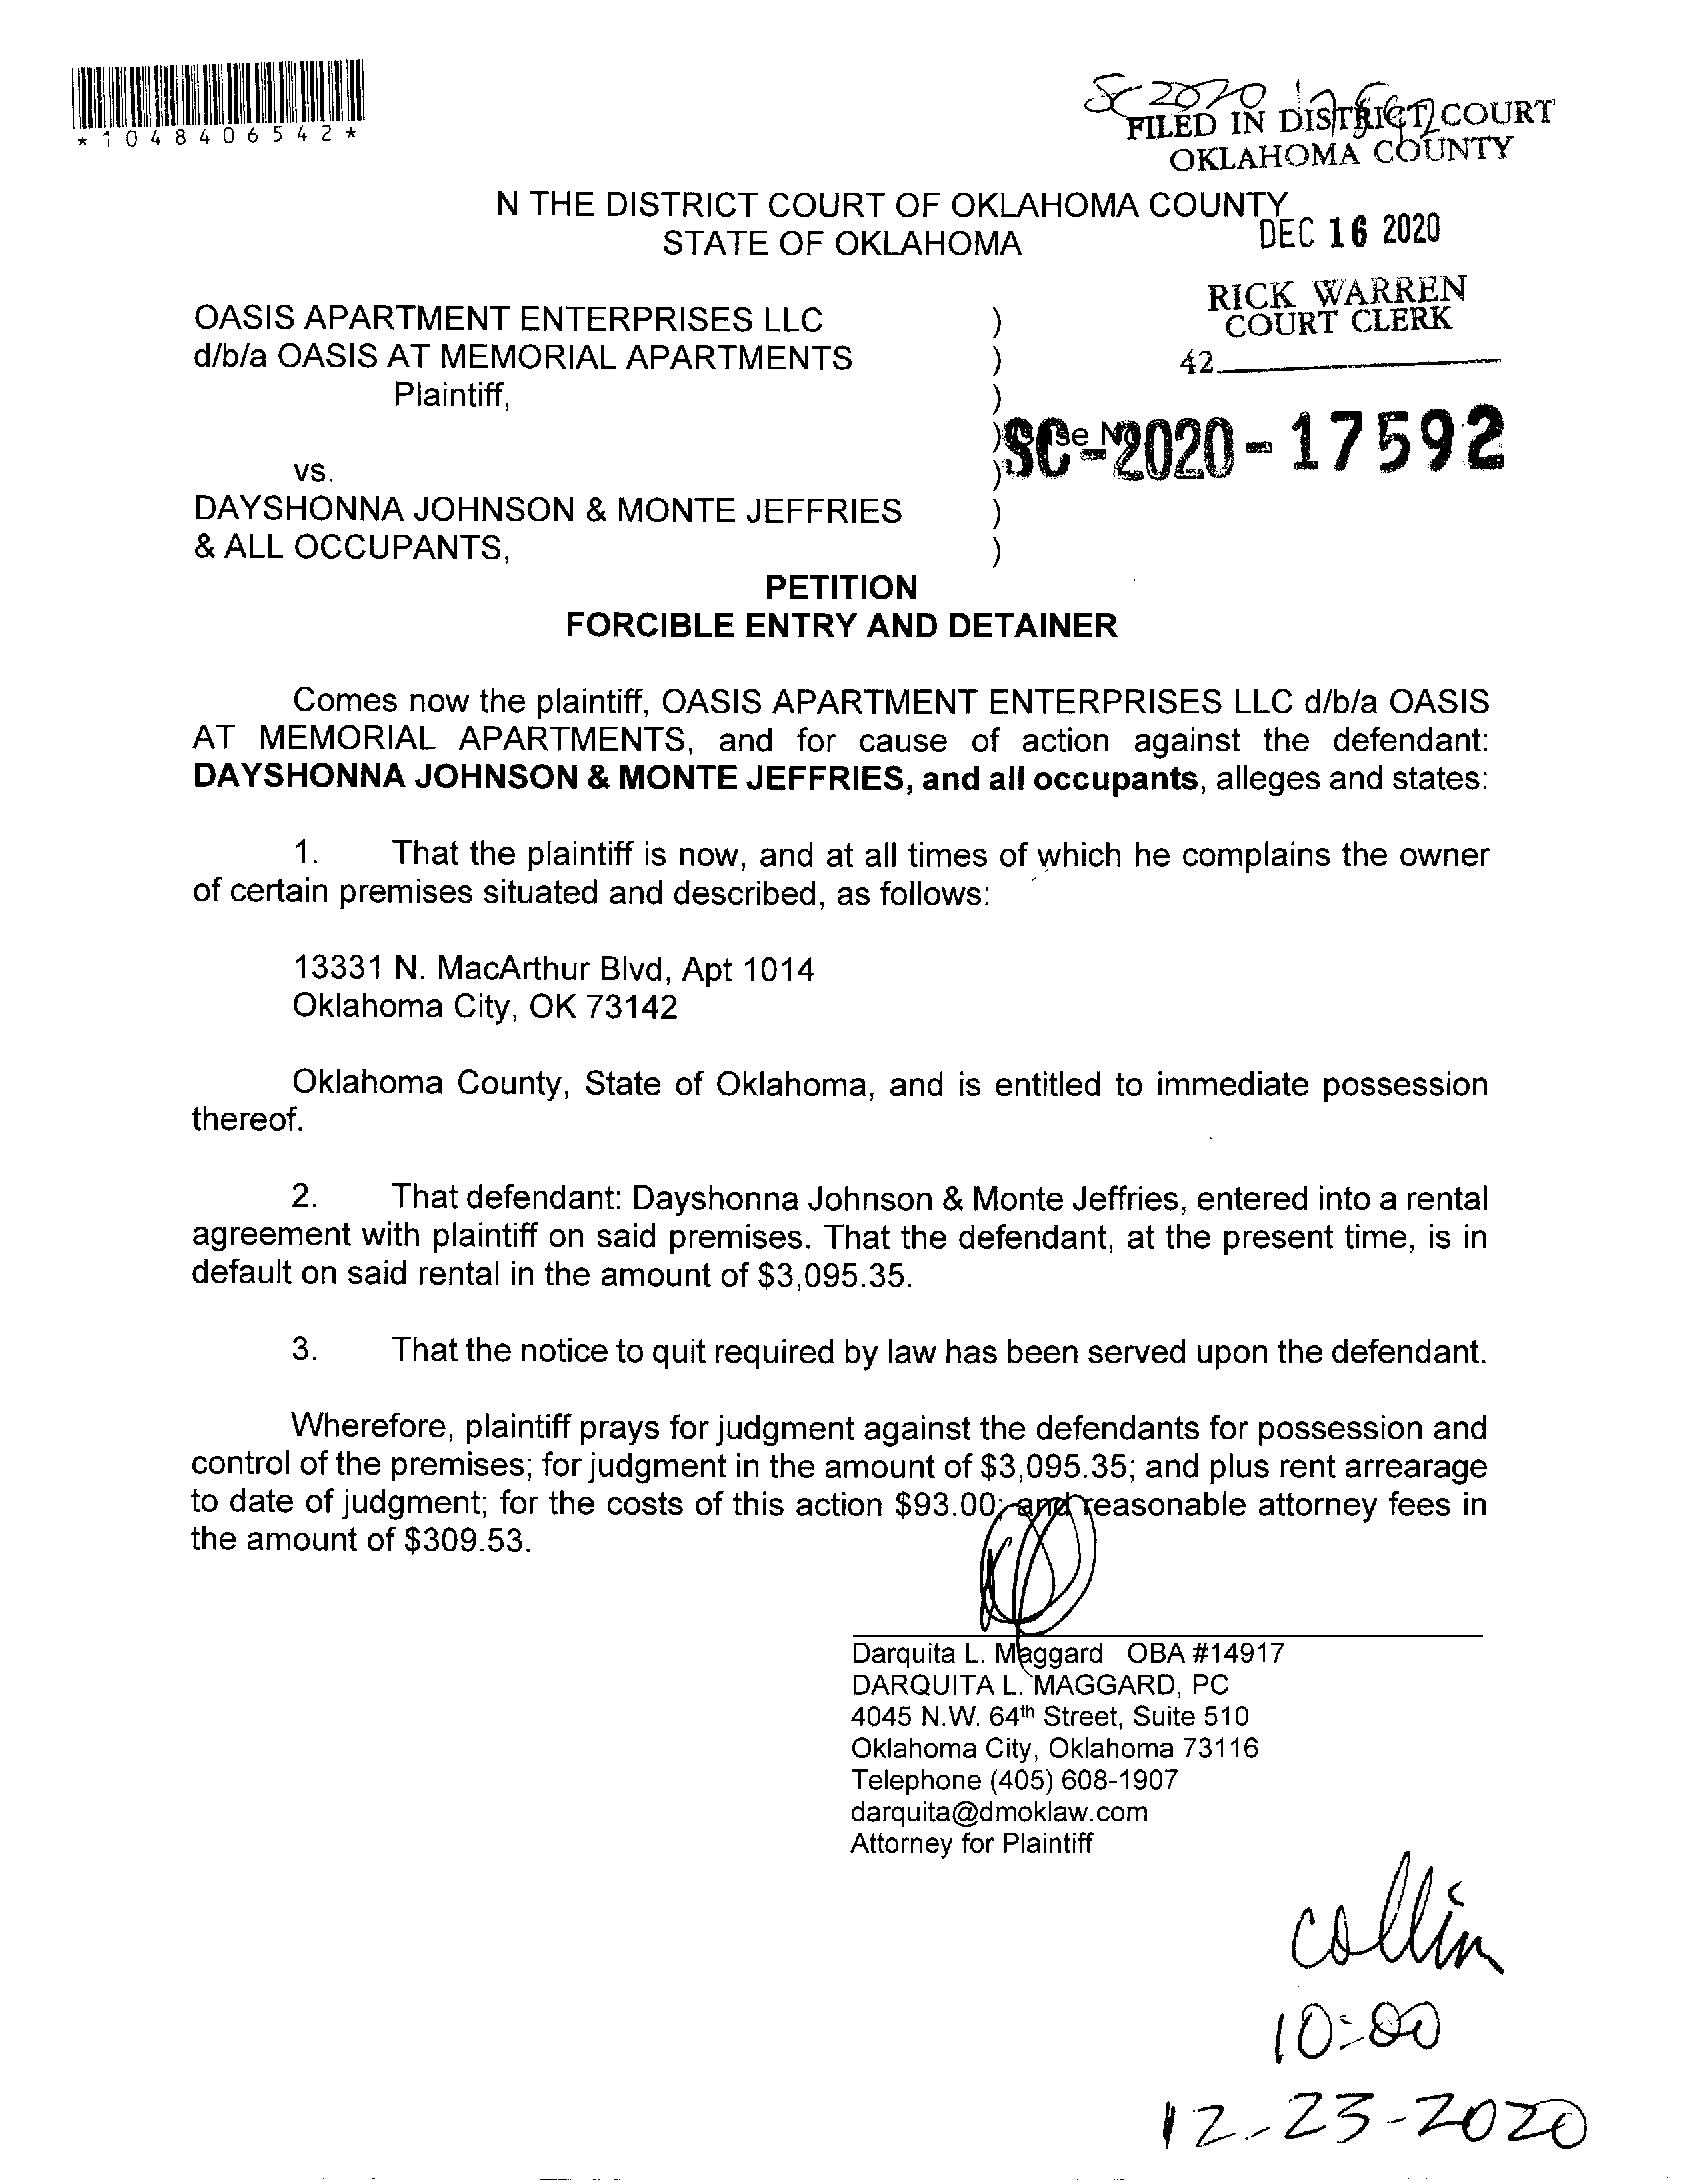 *1048406542*
SC 2020 17592
FILED IN DISTRICT COURT
OKLAHOMA COUNTY
N THE DISTRICT COURT OF OKLAHOMA COUNTY
STATE OF OKLAHOMA
DEC 16 2020
RICK WARREN
COURT CLERK
42
OASIS APARTMENT ENTERPRISES LLC )
d/b/a OASIS AT MEMORIAL APARTMENTS )
Plaintiff, )
) SC-2020-17592
vs. )
DAYSHONNA JOHNSON & MONTE JEFFRIES )
& ALL OCCUPANTS, )
PETITION
FORCIBLE ENTRY AND DETAINER
Comes now the plaintiff, OASIS APARTMENT ENTERPRISES LLC d/b/a OASIS
AT MEMORIAL APARTMENTS, and for cause of action against the defendant:
DAYSHONNA JOHNSON & MONTE JEFFRIES, and all occupants, alleges and states:
1. That the plaintiff is now, and at all times of which he complains the owner
of certain premises situated and described, as follows:
13331 N. MacArthur Blvd, Apt 1014
Oklahoma City, OK 73142
Oklahoma County, State of Oklahoma, and is entitled to immediate possession
thereof.
2. That defendant: Dayshonna Johnson & Monte Jeffries, entered into a rental
agreement with plaintiff on said premises. That the defendant, at the present time, is in
default on said rental in the amount of $3,095.35.
3. That the notice to quit required by law has been served upon the defendant.
Wherefore, plaintiff prays for judgment against the defendants for possession and
control of the premises; for judgment in the amount of $3,095.35; and plus rent arrearage
to date of judgment; for the costs of this action $93.00; and reasonable attorney fees in
the amount of $309.53.
Darquita L. Maggard OBA #14917
DARQUITA L. MAGGARD, PC
4045 N.W. 64th Street, Suite 510
Oklahoma City, Oklahoma 73116
Telephone (405) 608-1907
darquita@dmoklaw.com
Attorney for Plaintiff
collin
10:00
12-23-2020